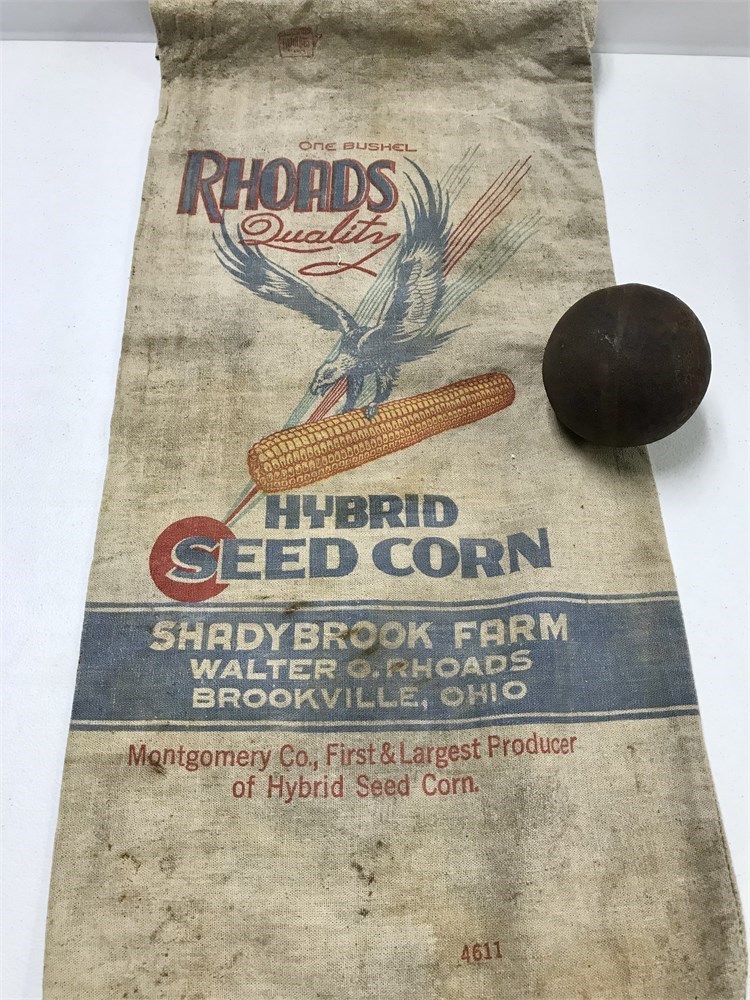 ONE BUSHEL
RHOADS
Quality
HYBRID
SEED CORN
SHADYBROOK FARM
WALTER O. RHOADS
BROOKVILLE, OHIO
Montgomery Co., First & Largest Producer
of Hybrid Seed Corn.
4611